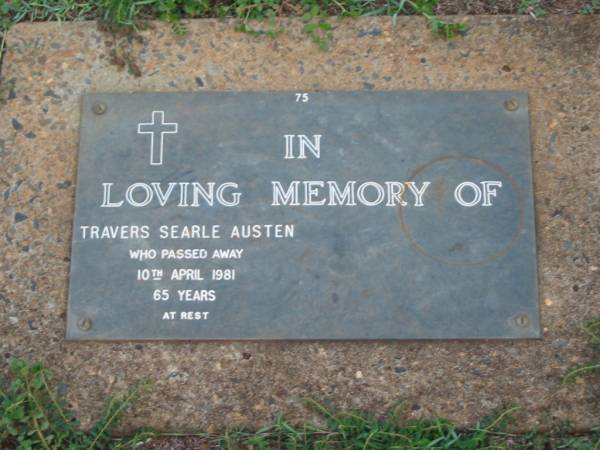 75
IN
LOVING MEMORY OF
TRAVERS SEARLE AUSTEN
WHO PASSED AWAY
10TH APRIL 1981
65 YEARS
AT REST